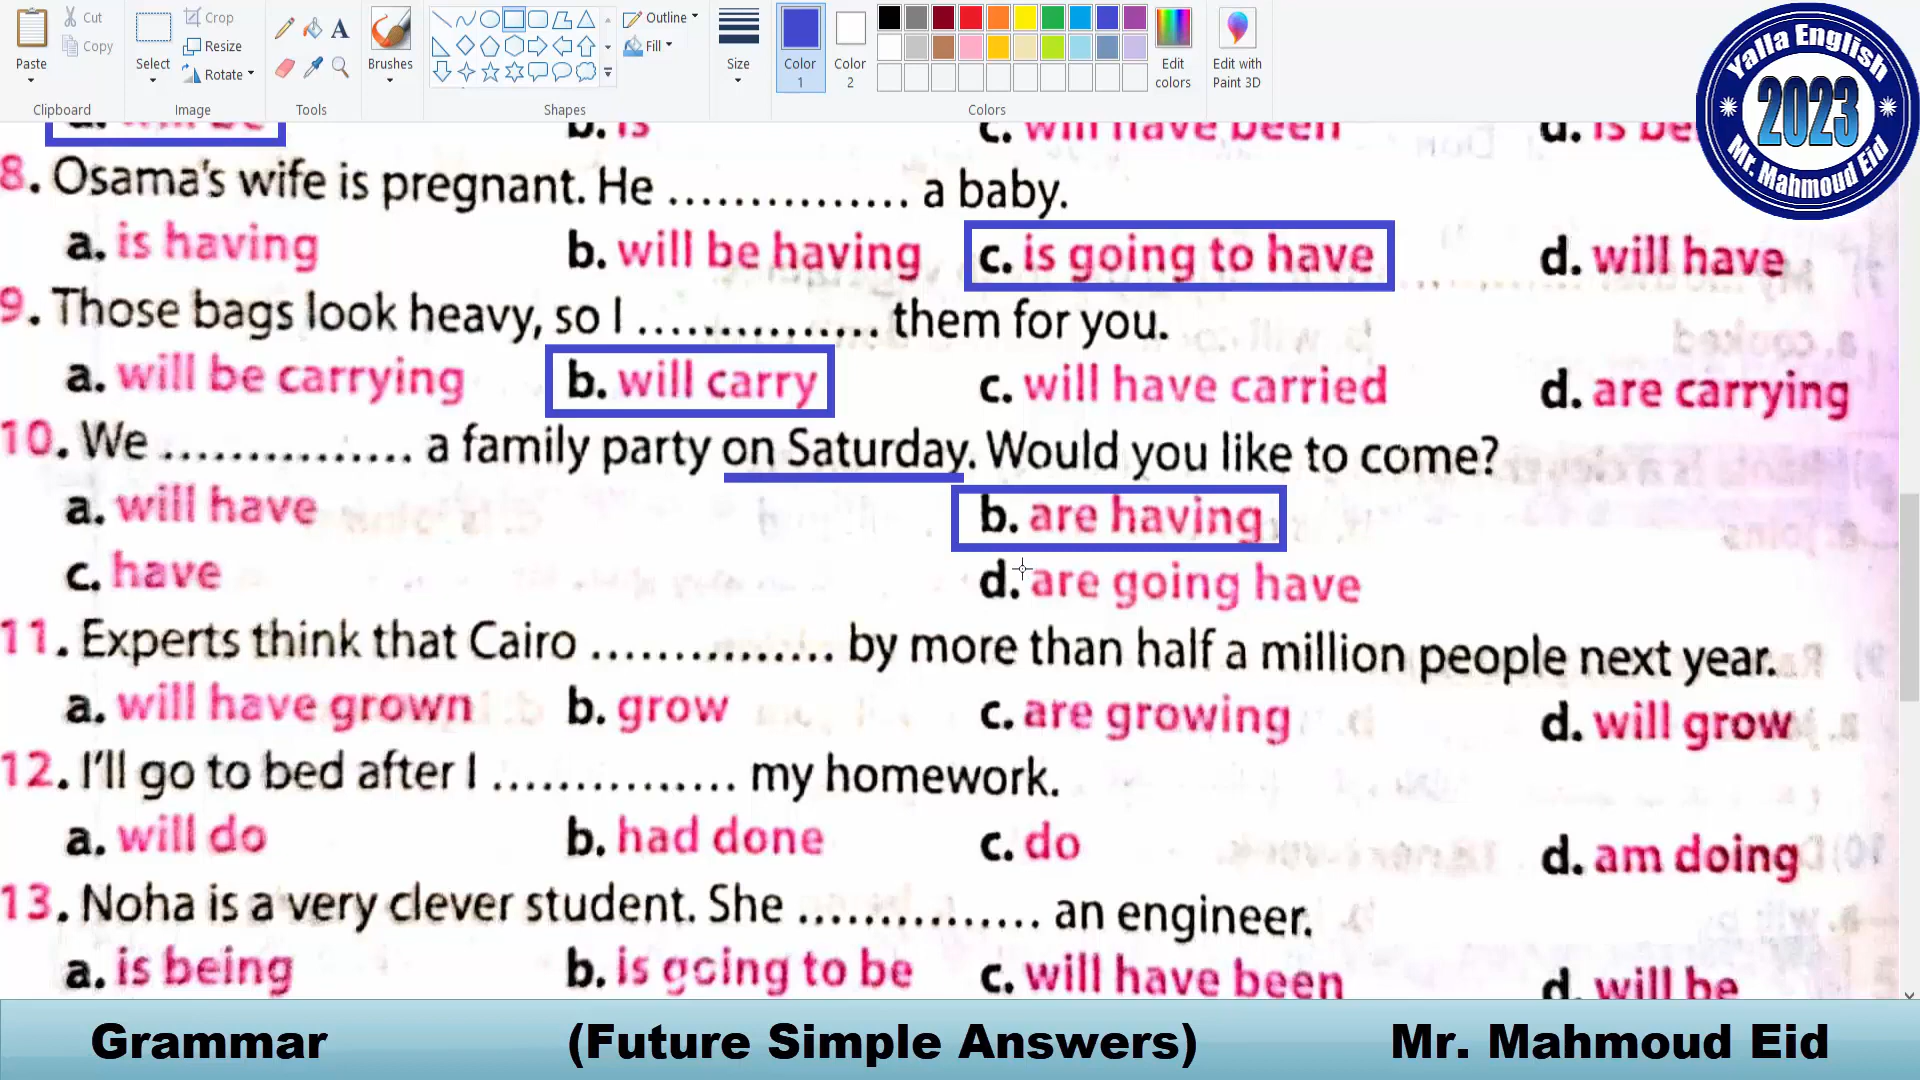 Paste
Cut
Copy
Clipboard
Select
Crop
Resize
Rotate
Image
A
Tools
Brushes
Shapes
Outline
Fill
Size
Color 1
Color 2
Colors
Edit colors
Edit with Paint 3D
Yalla English
2023
Mr. Mahmoud Eid
a. will be b. is c. will have been
8. Osama's wife is pregnant. He ............... a baby.
a. is having b. will be having c. is going to have d. will have
9. Those bags look heavy, so I ............... them for you.
a. will be carrying b. will carry c. will have carried d. are carrying
10. We ............... a family party on Saturday. Would you like to come?
a. will have b. are having
c. have d. are going have
11. Experts think that Cairo ............... by more than half a million people next year.
a. will have grown b. grow c. are growing d. will grow
12. I'll go to bed after I ............... my homework.
a. will do b. had done c. do d. am doing
13. Noha is a very clever student. She ............... an engineer.
a. is being b. is going to be c. will have been d. will be
Grammar (Future Simple Answers) Mr. Mahmoud Eid